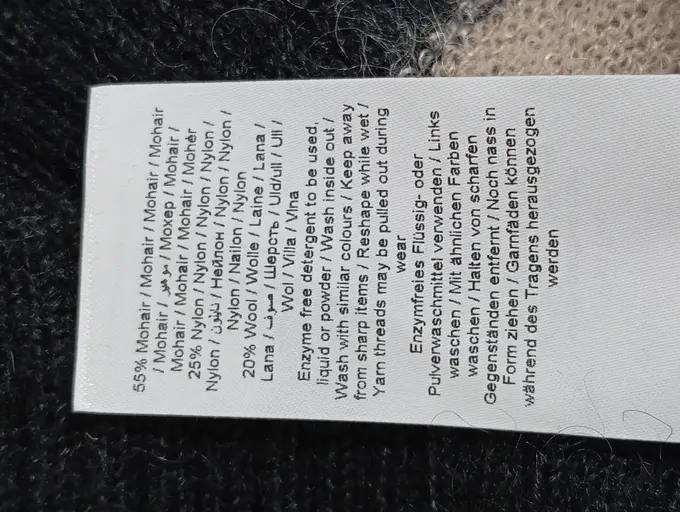 55% Mohair / Mohair / Mohair / Mohair
/ Mohair / موهير / Мохер / Mohair /
Mohair / Mohair / Mohair / Mohér
25% Nylon / Nylon / Nylon / Nylon /
Nylon / نايلون / Нейлон / Nylon / Nylon /
Nylon / Nailon / Nylon
20% Wool / Wolle / Laine / Lana /
Lana / صوف / Шерсть / Uld/ull / Ull /
Wol / Villa / Vlna
Enzyme free detergent to be used,
liquid or powder / Wash inside out /
Wash with similar colours / Keep away
from sharp items / Reshape while wet /
Yarn threads may be pulled out during
wear
Enzymfreies Flüssig- oder
Pulverwaschmittel verwenden / Links
waschen / Mit ähnlichen Farben
waschen / Halten von scharfen
Gegenständen entfernt / Noch nass in
Form ziehen / Garnfäden können
während des Tragens herausgezogen
werden